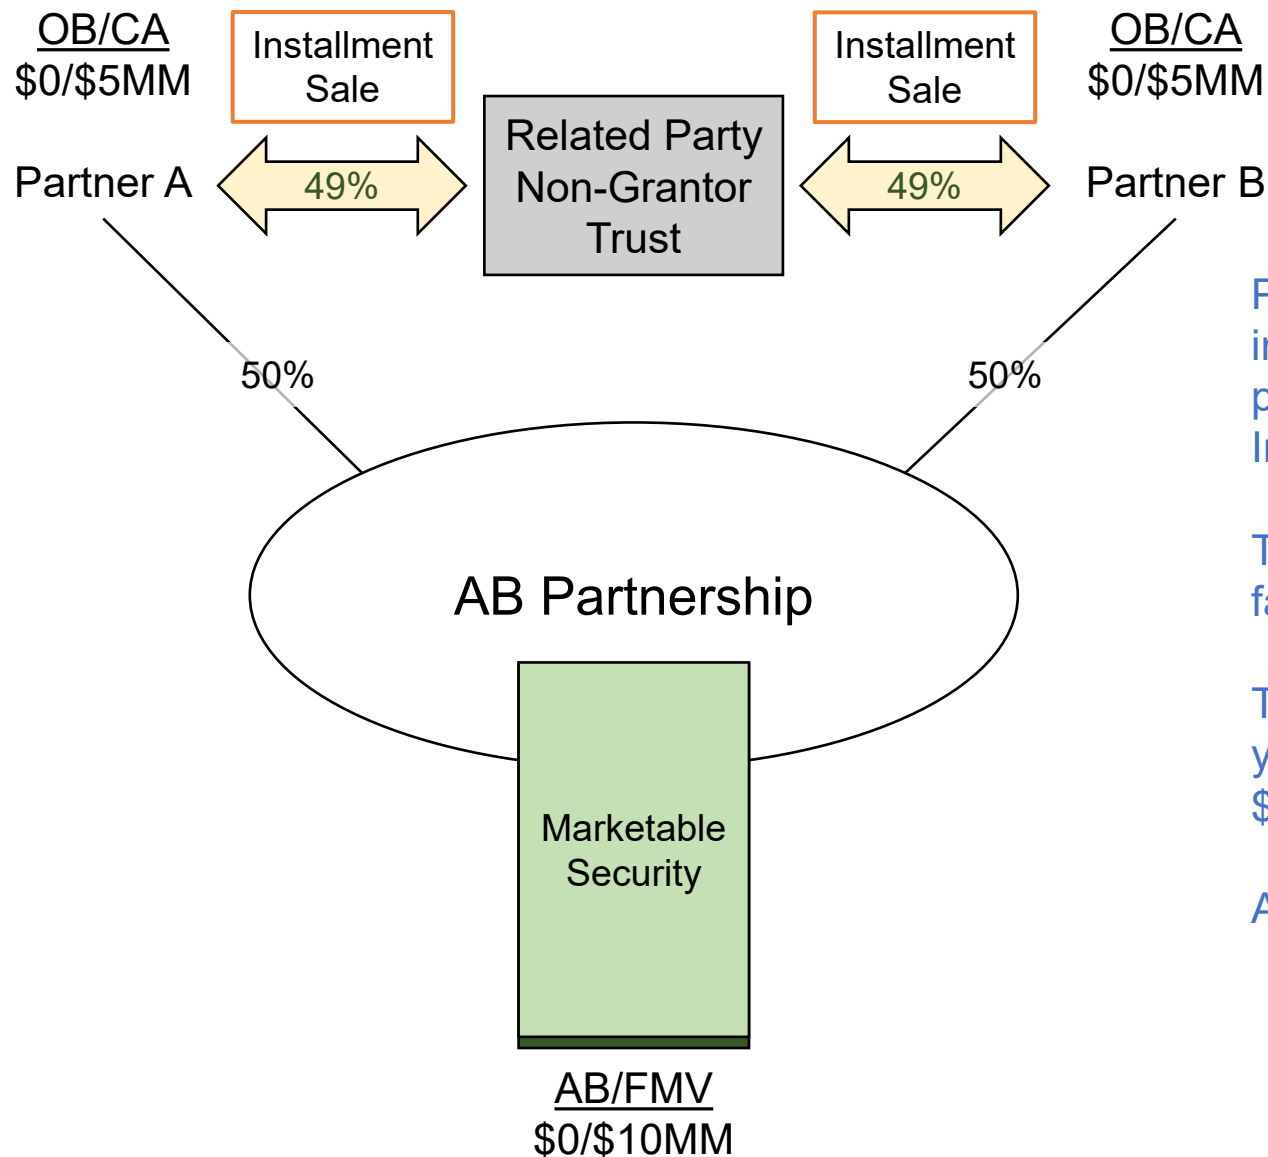 OB/CA
$0/$5MM
Installment
Sale
Installment
Sale
OB/CA
$0/$5MM
Partner A
49%
Related Party
Non-Grantor
Trust
49%
Partner B
50%
50%
AB Partnership
Marketable
Security
AB/FMV
$0/$10MM